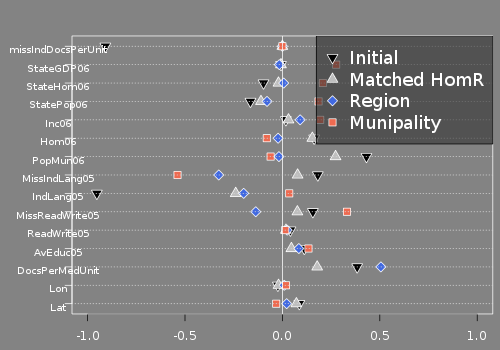 missIndDocsPerUnit
StateGDP06
StateHom06
StatePop06
Inc06
Hom06
PopMun06
MissIndLang05
IndLang05
MissReadWrite05
ReadWrite05
AvEduc05
DocsPerMedUnit
Lon
Lat
Initial
Matched HomR
Region
Munipality
-1.0 -0.5 0.0 0.5 1.0